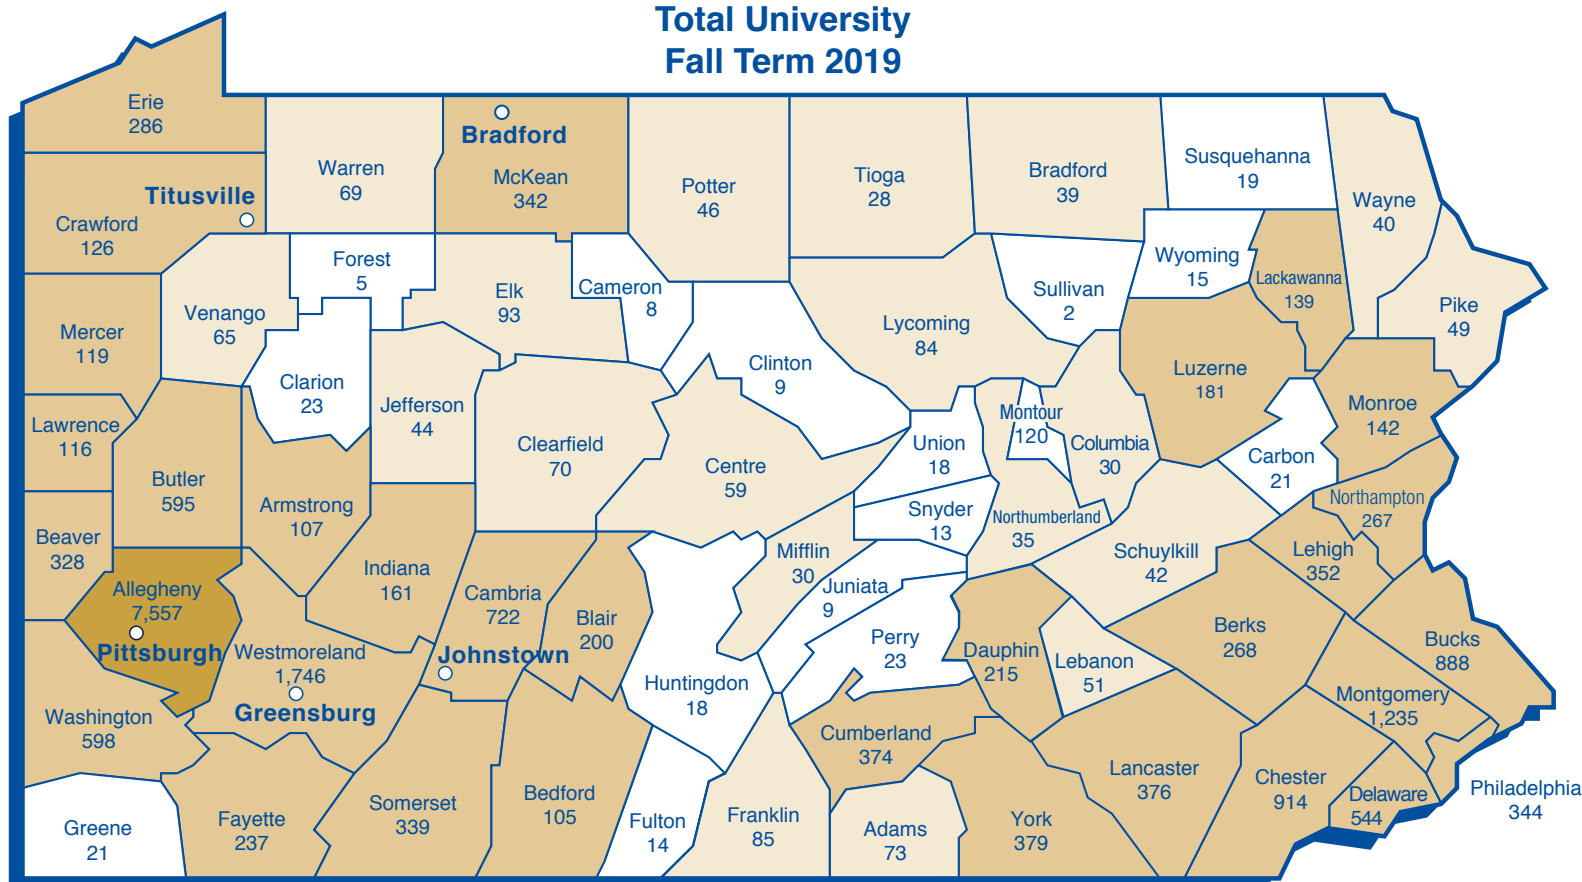 Total University
Fall Term 2019
Erie
286
Bradford
Warren
69
McKean
342
Potter
46
Tioga
28
Bradford
39
Susquehanna
19
Wayne
40
Titusville
Crawford
126
Forest
5
Elk
93
Cameron
8
Sullivan
2
Wyoming
15
Lackawanna
139
Pike
49
Mercer
119
Venango
65
Lycoming
84
Clinton
9
Luzerne
181
Clarion
23
Jefferson
44
Monroe
142
Lawrence
116
Clearfield
70
Centre
59
Union
18
Montour
120
Columbia
30
Carbon
21
Butler
595
Armstrong
107
Snyder
13
Northumberland
35
Northampton
267
Beaver
328
Indiana
161
Mifflin
30
Schuylkill
42
Lehigh
352
Allegheny
7,557
Pittsburgh
Cambria
722
Blair
200
Juniata
9
Perry
23
Dauphin
215
Lebanon
51
Berks
268
Bucks
888
Westmoreland
1,746
Greensburg
Johnstown
Huntingdon
18
Montgomery
1,235
Washington
598
Cumberland
374
Lancaster
376
Chester
914
Delaware
544
Philadelphia
344
Greene
21
Fayette
237
Somerset
339
Bedford
105
Fulton
14
Franklin
85
Adams
73
York
379